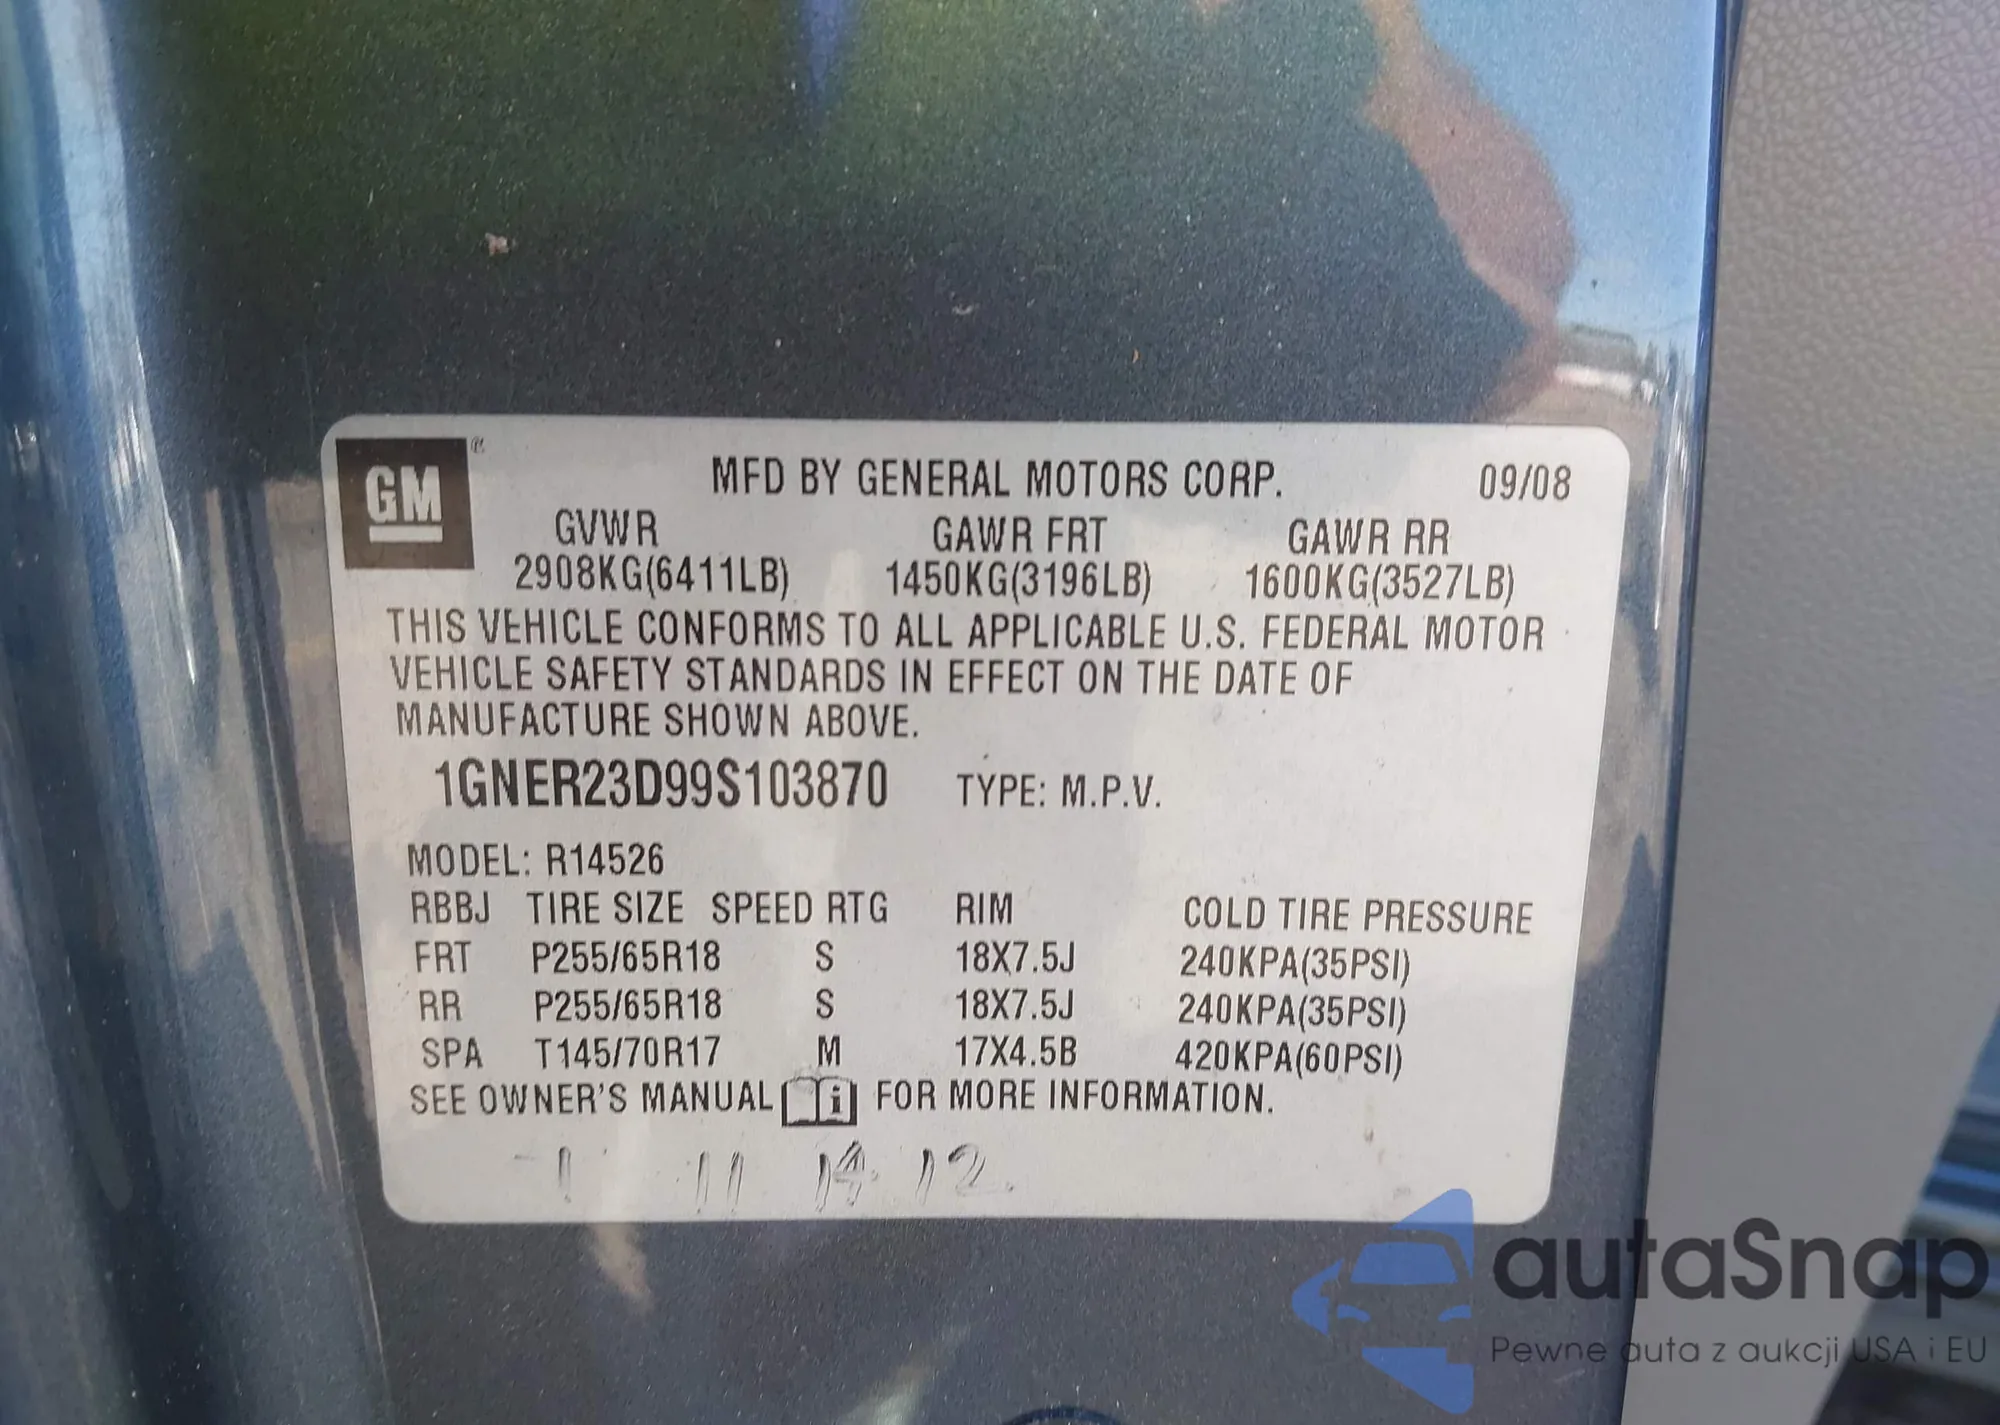 GM
MFD BY GENERAL MOTORS CORP. 09/08
GVWR GAWR FRT GAWR RR
2908KG(6411LB) 1450KG(3196LB) 1600KG(3527LB)
THIS VEHICLE CONFORMS TO ALL APPLICABLE U.S. FEDERAL MOTOR
VEHICLE SAFETY STANDARDS IN EFFECT ON THE DATE OF
MANUFACTURE SHOWN ABOVE.
1GNER23D99S103870 TYPE: M.P.V.
MODEL: R14526
RBBJ TIRE SIZE SPEED RTG RIM COLD TIRE PRESSURE
FRT P255/65R18 S 18X7.5J 240KPA(35PSI)
RR P255/65R18 S 18X7.5J 240KPA(35PSI)
SPA T145/70R17 M 17X4.5B 420KPA(60PSI)
SEE OWNER'S MANUAL i FOR MORE INFORMATION.
11 14 12
autaSnap
Pewne auta z aukcji USA i EU